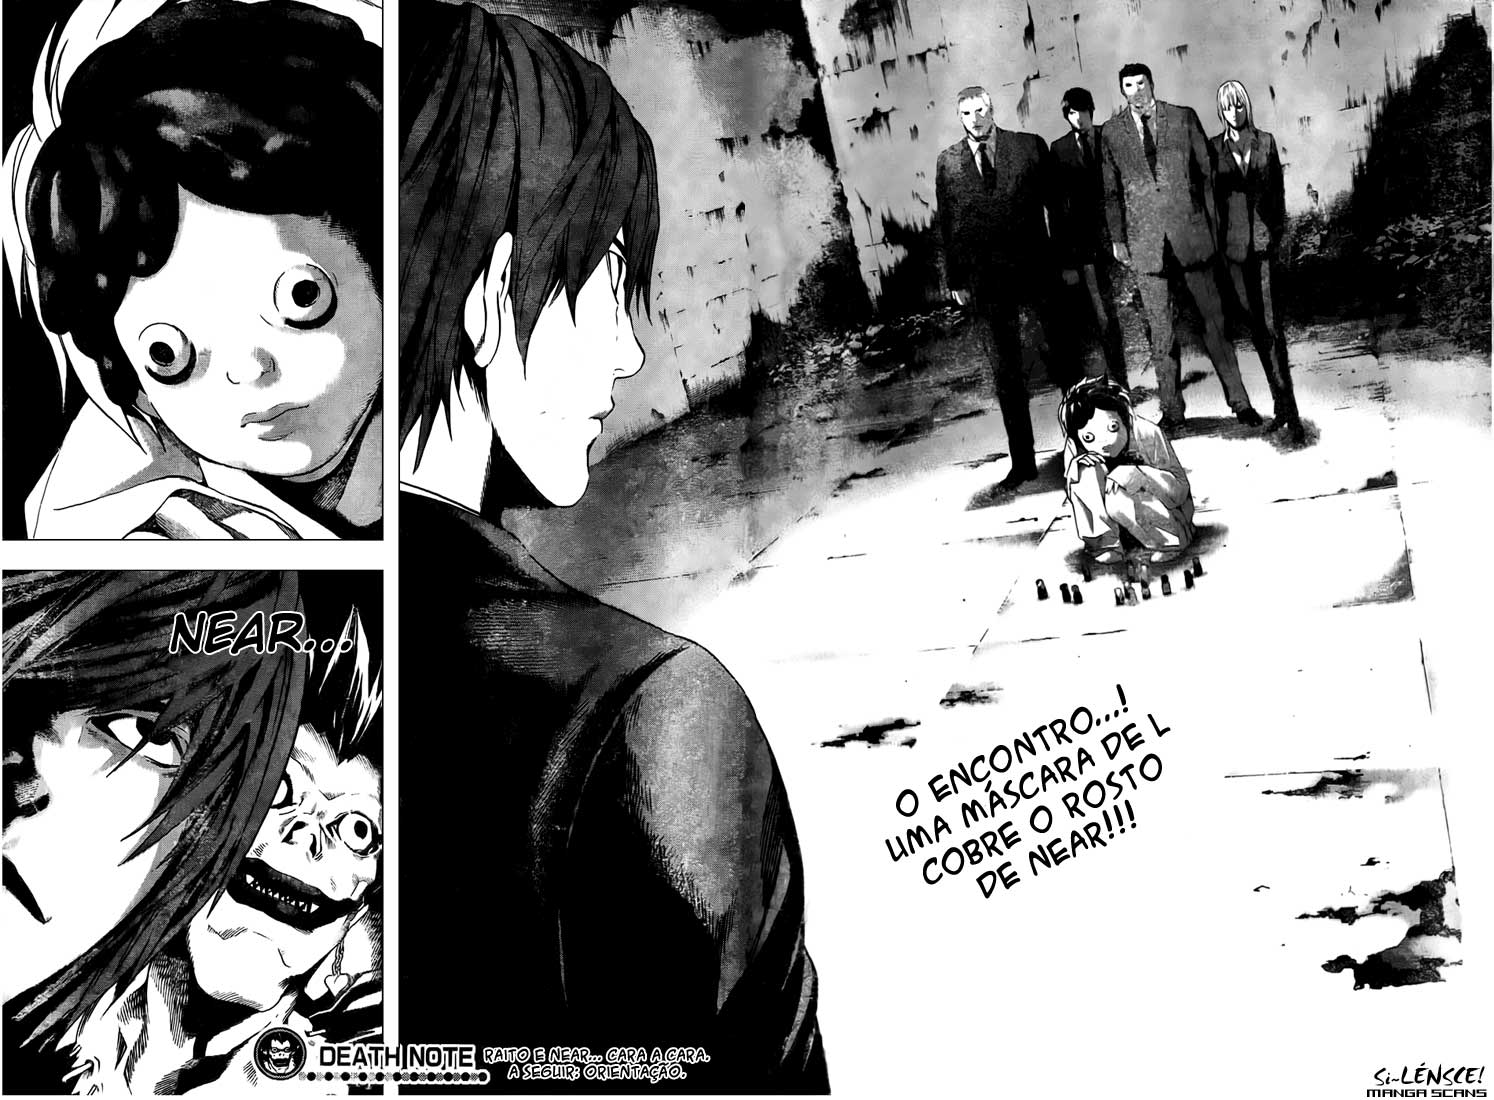 O ENCONTRO...!
UMA MÁSCARA DE L
COBRE O ROSTO
DE NEAR!!!
NEAR...
DEATH NOTE
RAITO E NEAR... CARA A CARA.
A SEGUIR: ORIENTAÇÃO.
Si~LÉNSCE!
MANGA SCANS